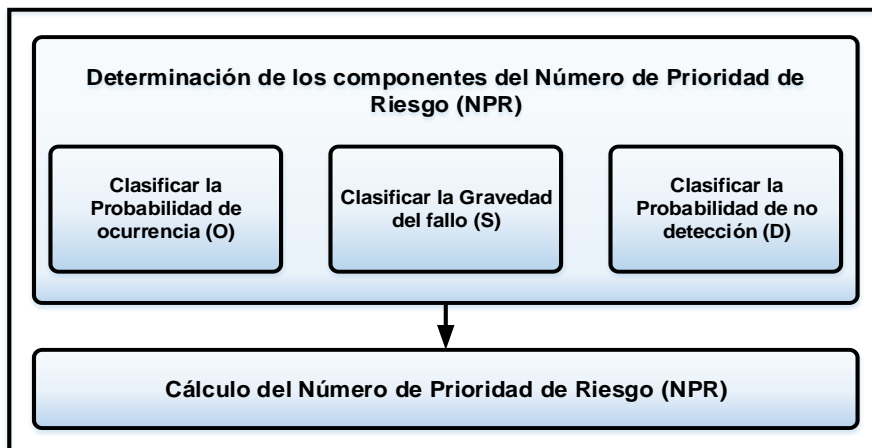 Determinación de los componentes del Número de Prioridad de
Riesgo (NPR)
Clasificar la
Probabilidad de
ocurrencia (O)
Clasificar la Gravedad
del fallo (S)
Clasificar la
Probabilidad de no
detección (D)
Cálculo del Número de Prioridad de Riesgo (NPR)